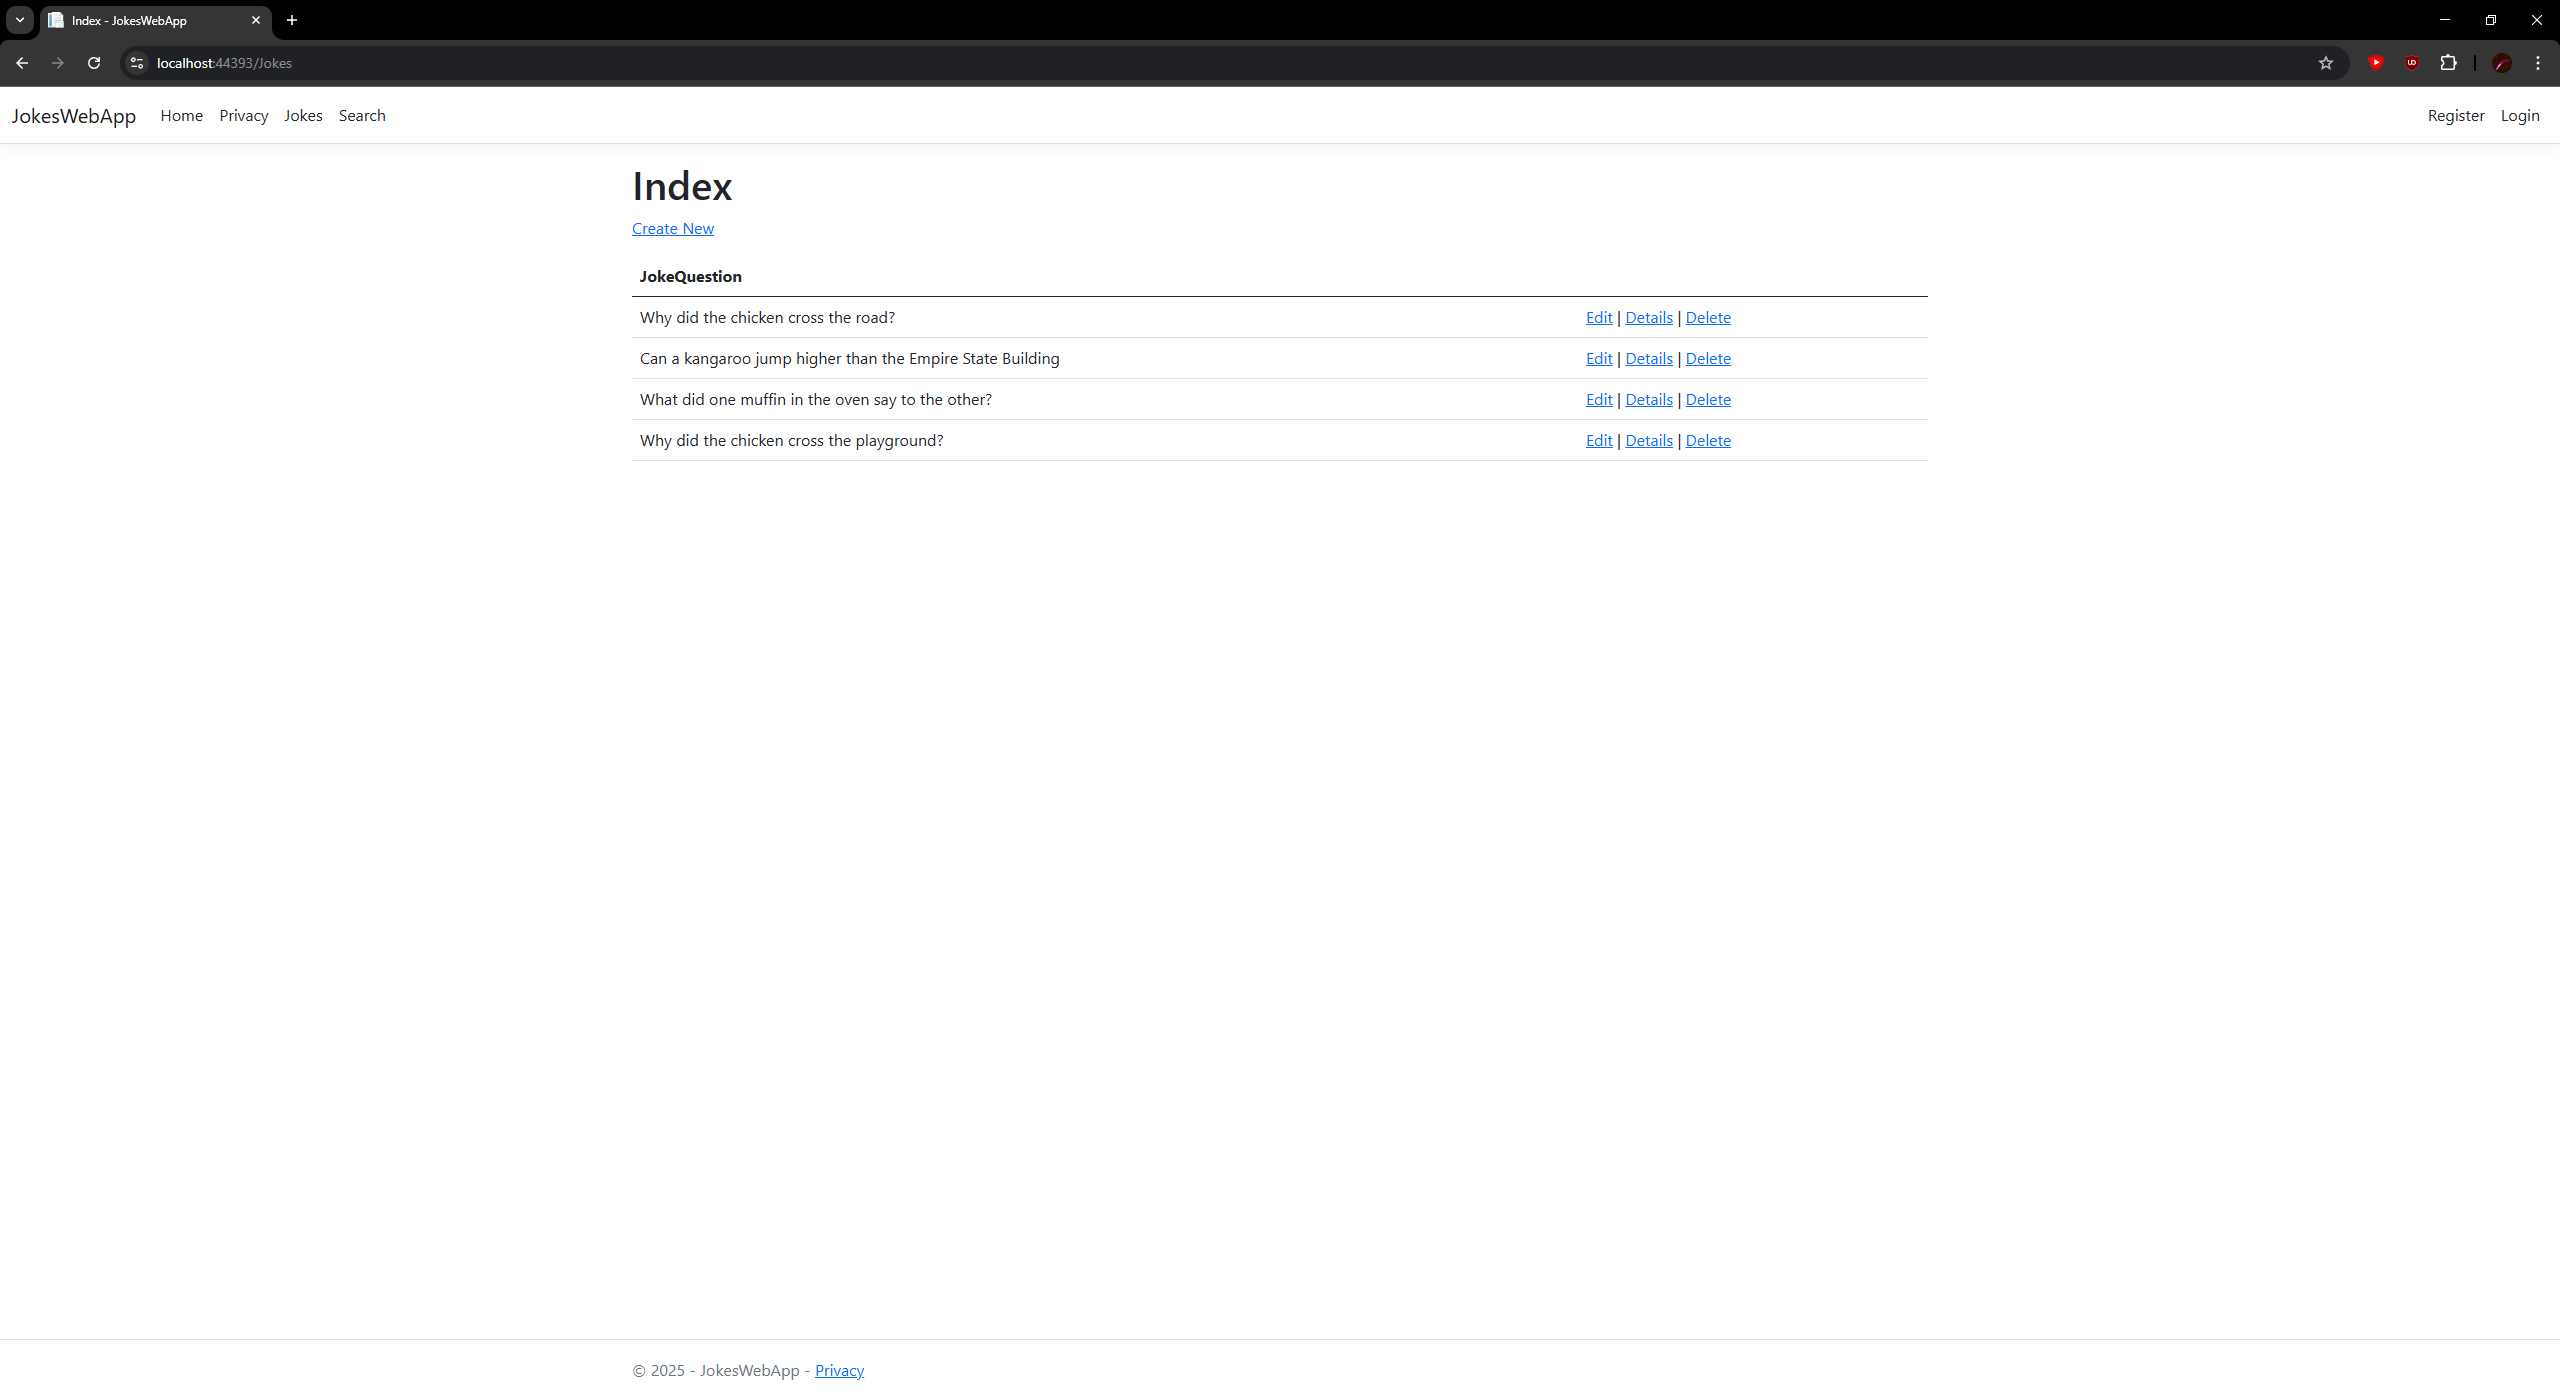 Index - JokesWebApp
localhost:44393/Jokes
JokesWebApp Home Privacy Jokes Search Register Login
Index
Create New
JokeQuestion
Why did the chicken cross the road? Edit | Details | Delete
Can a kangaroo jump higher than the Empire State Building Edit | Details | Delete
What did one muffin in the oven say to the other? Edit | Details | Delete
Why did the chicken cross the playground? Edit | Details | Delete
© 2025 - JokesWebApp - Privacy